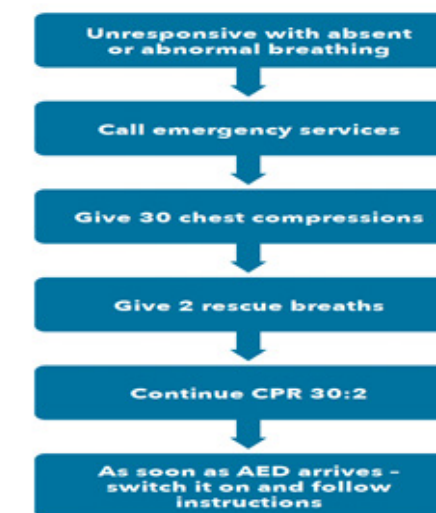 Unresponsive with absent
or abnormal breathing
Call emergency services
Give 30 chest compressions
Give 2 rescue breaths
Continue CPR 30:2
As soon as AED arrives –
switch it on and follow
instructions